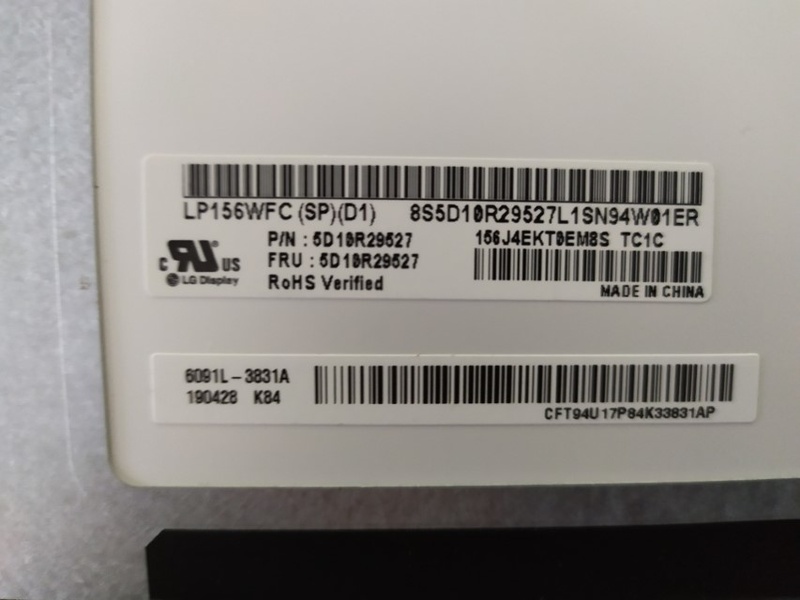 LP156WFC (SP)(D1) 8S5D10R29527L1SN94W01ER
P/N : 5D10R29527 156J4EKT0EM8S TC1C
FRU : 5D10R29527
c RU US
LG Display
RoHS Verified
MADE IN CHINA
6091L-3831A
190428 K84
CFT94U17P84K33831AP